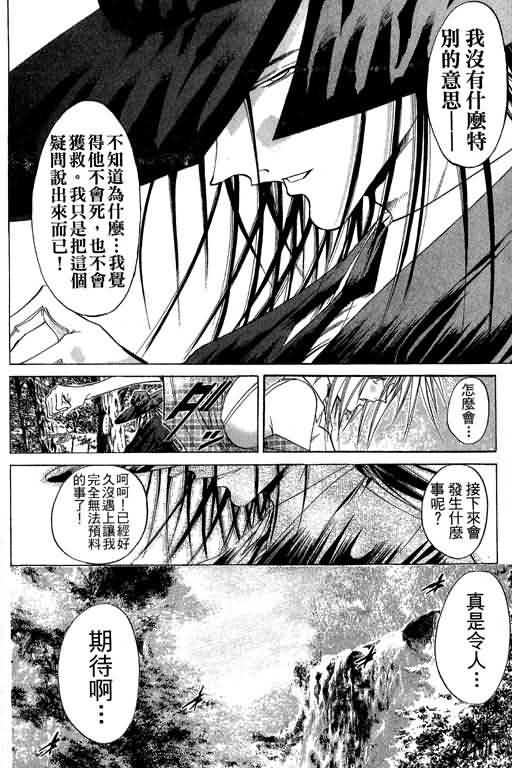 我沒有什麼特
別的意思——
不知道為什麼…我覺
得他不會死，也不會
獲救。我只是把這個
疑問說出來而已！
怎麼會…
接下來會
發生什麼
事呢？
呵呵！已經好
久沒遇上讓我
完全無法預料
的事了！
真是令人…
期待啊…